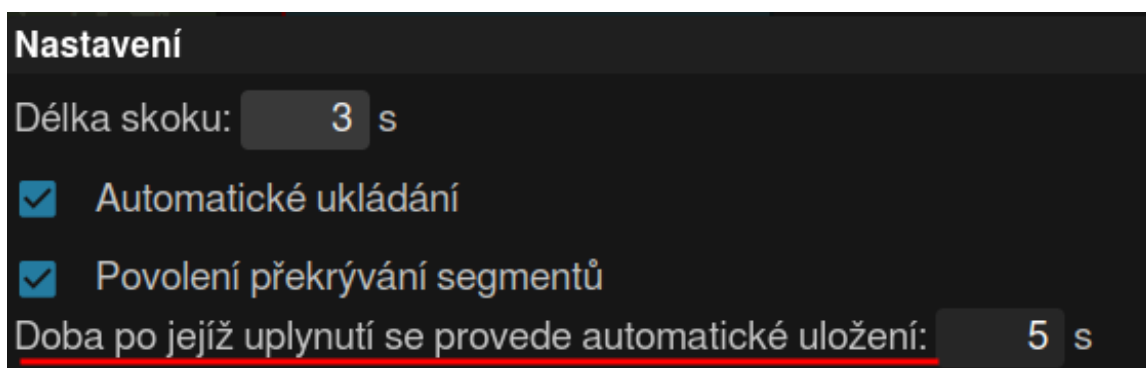 Nastavení
Délka skoku: 3 s
Automatické ukládání
Povolení překrývání segmentů
Doba po jejíž uplynutí se provede automatické uložení: 5 s